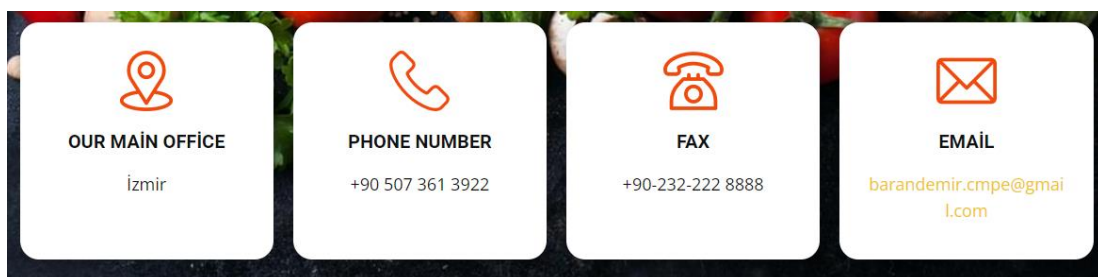 OUR MAİN OFFİCE
İzmir
PHONE NUMBER
+90 507 361 3922
FAX
+90-232-222 8888
EMAİL
barandemir.cmpe@gmai
l.com